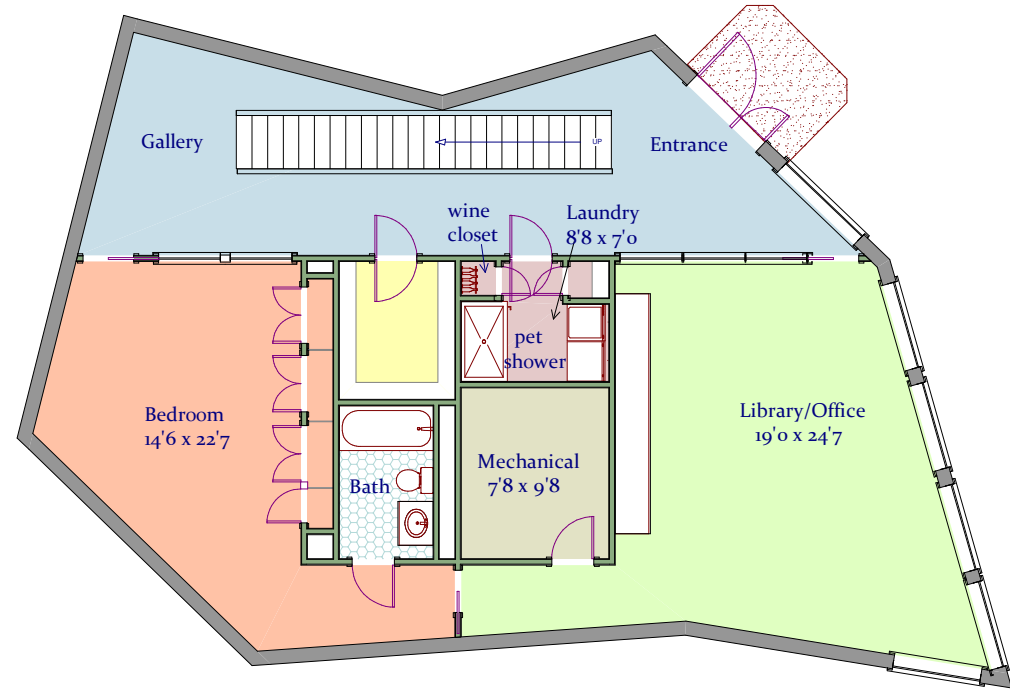 Gallery
UP
Entrance
wine
closet
Laundry
8'8 x 7'0
pet
shower
Bedroom
14'6 x 22'7
Library/Office
19'0 x 24'7
Mechanical
7'8 x 9'8
Bath